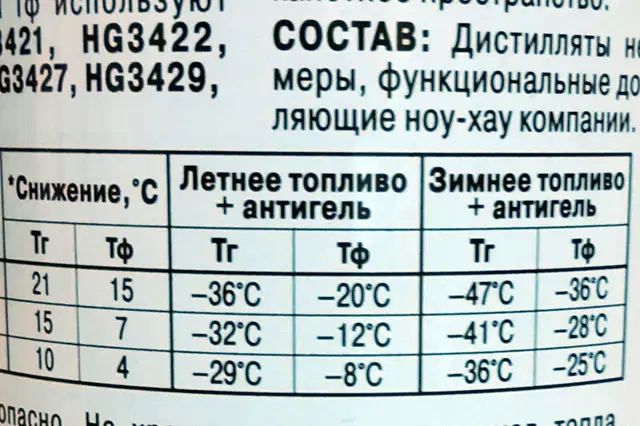 Тф используют
3421, HG3422,
G3427, HG3429,
СОСТАВ: Дистилляты не
меры, функциональные до
ляющие ноу-хау компании.
*Снижение,°С Летнее топливо + антигель Зимнее топливо + антигель
Тг Тф Тг Тф Тг Тф
21 15 –36°С –20°С –47°С –36°С
15 7 –32°С –12°С –41°С –28°С
10 4 –29°С –8°С –36°С –25°С